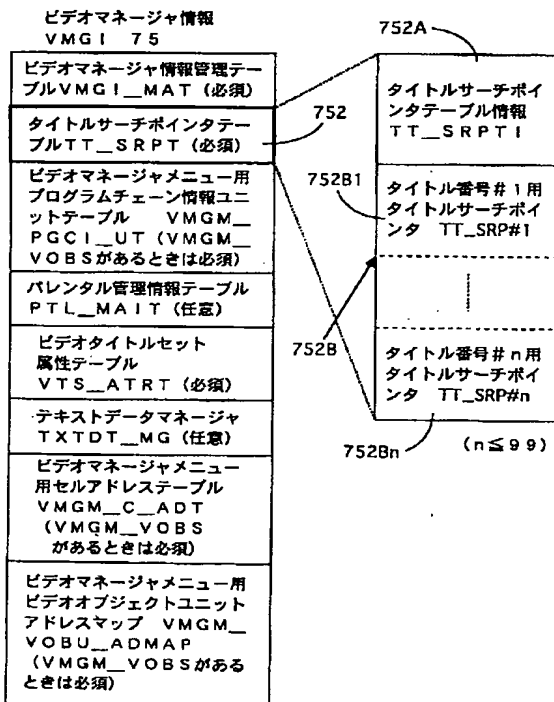 ビデオマネージャ情報
VMGI 75
ビデオマネージャ情報管理テー
ブルVMGI__MAT（必須）
タイトルサーチポインタテー
ブルTT__SRPT（必須）
ビデオマネージャメニュー用
プログラムチェーン情報ユニ
ットテーブル VMGM__
PGCI__UT（VMGM__
VOBSがあるときは必須）
パレンタル管理情報テーブル
PTL__MAIT（任意）
ビデオタイトルセット
属性テーブル
VTS__ATRT（必須）
テキストデータマネージャ
TXTDT__MG（任意）
ビデオマネージャメニュー
用セルアドレステーブル
VMGM__C__ADT
（VMGM__VOBS
があるときは必須）
ビデオマネージャメニュー用
ビデオオブジェクトユニット
アドレスマップ VMGM__
VOBU__ADMAP
（VMGM__VOBSがある
ときは必須）
752
752A
タイトルサーチポイ
ンタテーブル情報
TT__SRPTI
752B1
タイトル番号#1用
タイトルサーチポイ
ンタ TT_SRP#1
752B
タイトル番号#n用
タイトルサーチポイ
ンタ TT_SRP#n
752Bn
（n≦99）